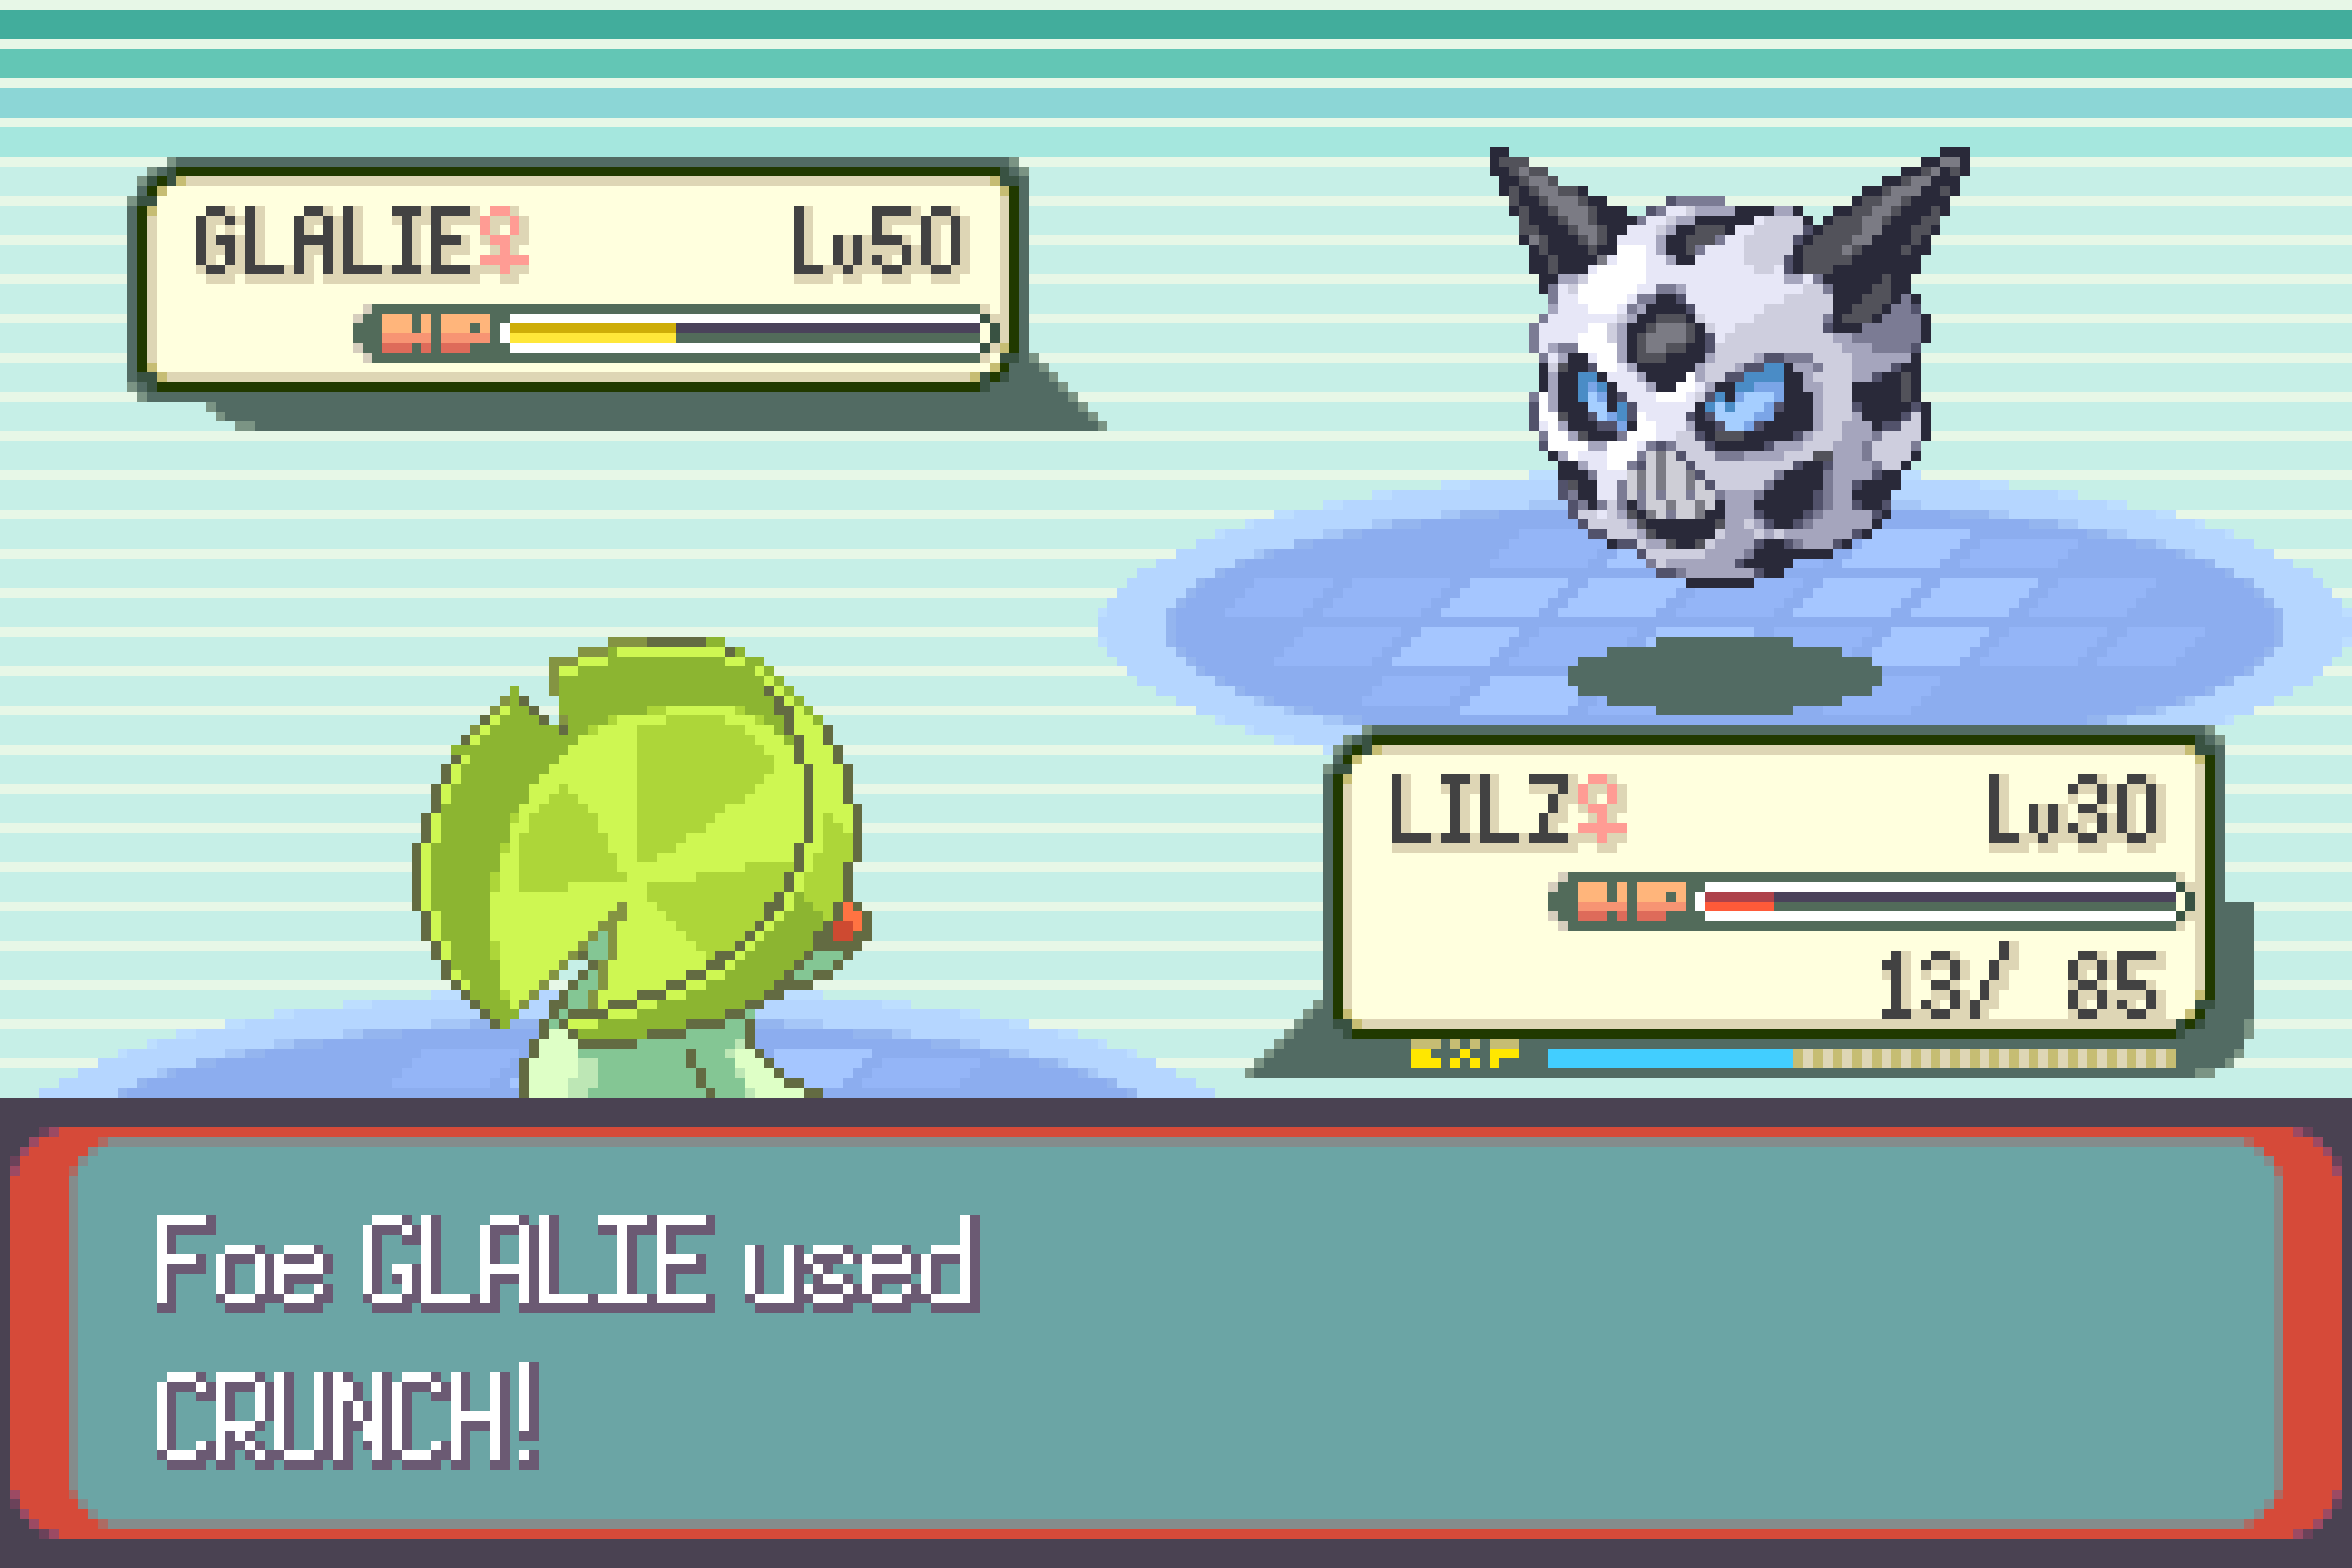 GLALIE♀ Lv50
HP
LILZ♀ Lv30
HP
13/ 85
EXP
Foe GLALIE used
CRUNCH!